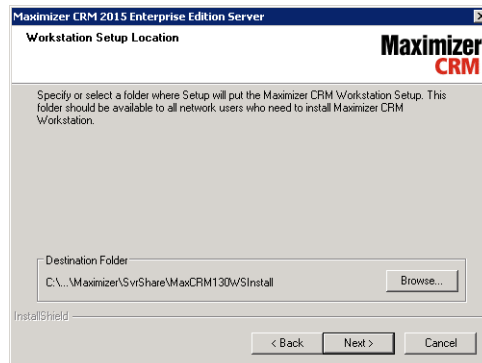 Maximizer CRM 2015 Enterprise Edition Server
Workstation Setup Location
Maximizer
CRM
Specify or select a folder where Setup will put the Maximizer CRM Workstation Setup. This
folder should be available to all network users who need to install Maximizer CRM
Workstation.
Destination Folder
C:\...\Maximizer\SvrShare\MaxCRM130WSInstall
Browse...
InstallShield
< Back
Next >
Cancel